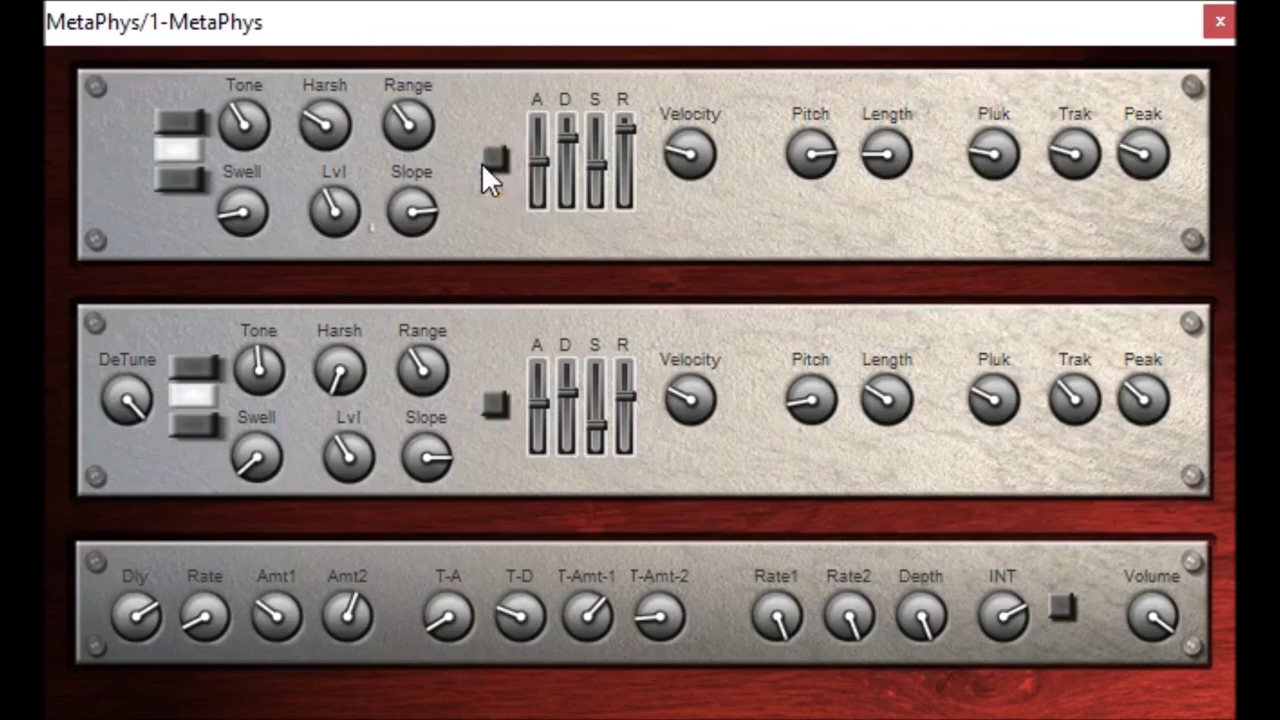 MetaPhys/1-MetaPhys
x
Tone Harsh Range
A D S R
Velocity Pitch Length Pluk Trak Peak
Swell Lvl Slope
Tone Harsh Range
A D S R
DeTune Velocity Pitch Length Pluk Trak Peak
Swell Lvl Slope
Dly Rate Amt1 Amt2 T-A T-D T-Amt-1 T-Amt-2 Rate1 Rate2 Depth INT Volume